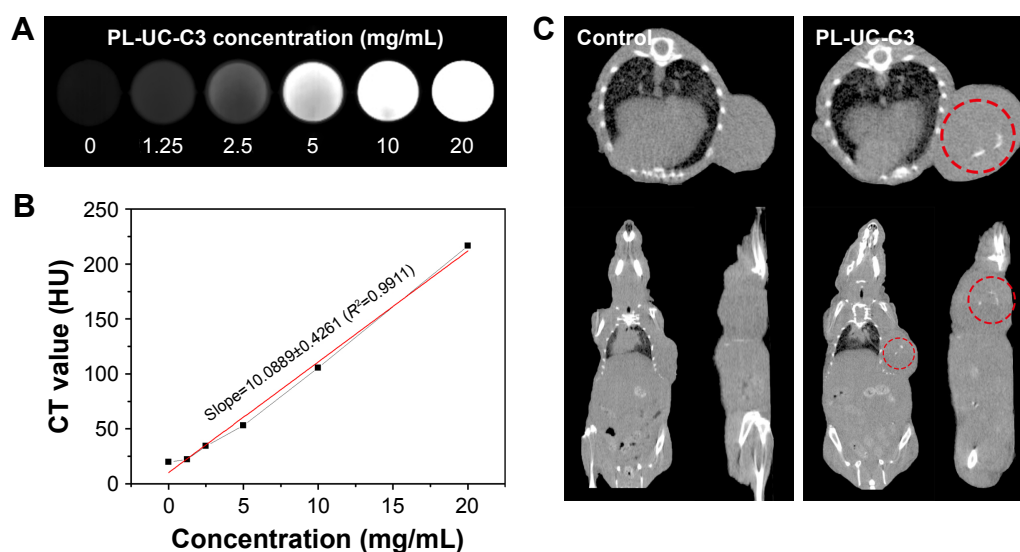 A
PL-UC-C3 concentration (mg/mL)
0 1.25 2.5 5 10 20
B
CT value (HU)
250
200
150
100
50
0
Slope=10.0889±0.4261 (R²=0.9911)
0 5 10 15 20
Concentration (mg/mL)
C
Control
PL-UC-C3